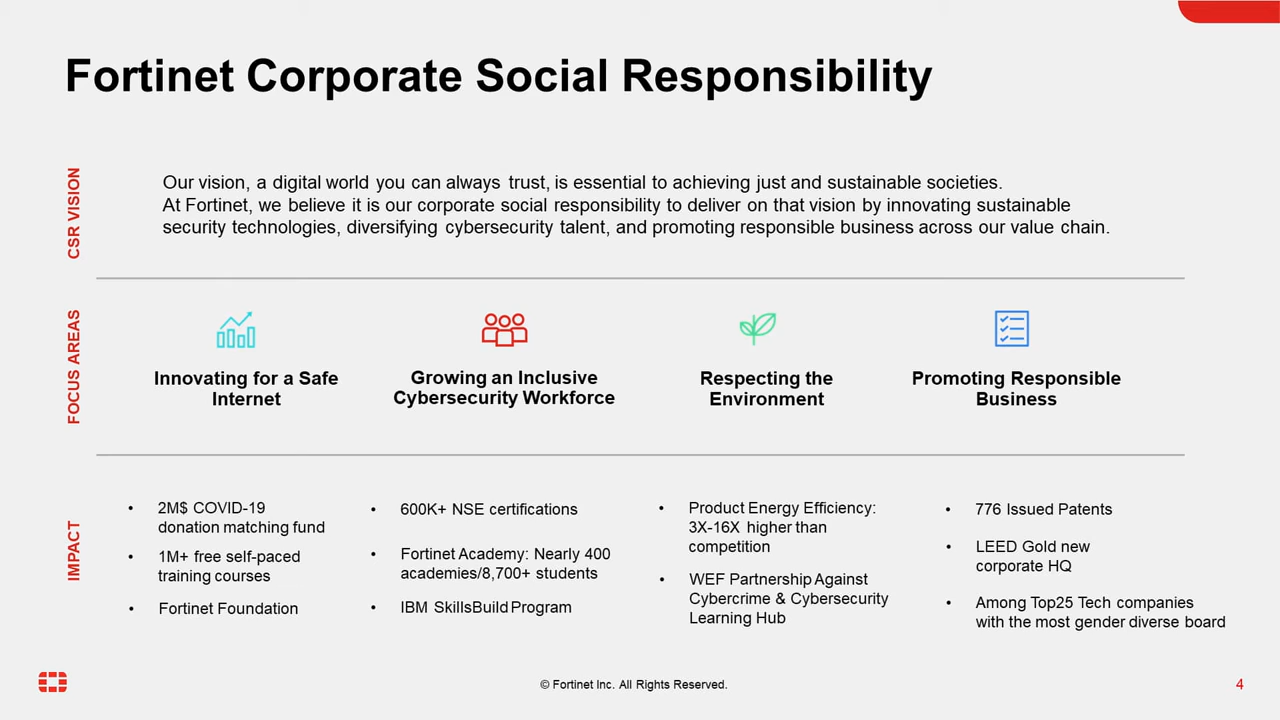 Fortinet Corporate Social Responsibility
CSR VISION
Our vision, a digital world you can always trust, is essential to achieving just and sustainable societies.
At Fortinet, we believe it is our corporate social responsibility to deliver on that vision by innovating sustainable
security technologies, diversifying cybersecurity talent, and promoting responsible business across our value chain.
FOCUS AREAS
Innovating for a Safe
Internet
Growing an Inclusive
Cybersecurity Workforce
Respecting the
Environment
Promoting Responsible
Business
IMPACT
• 2M$ COVID-19
donation matching fund
• 1M+ free self-paced
training courses
• Fortinet Foundation
• 600K+ NSE certifications
• Fortinet Academy: Nearly 400
academies/8,700+ students
• IBM SkillsBuild Program
• Product Energy Efficiency:
3X-16X higher than
competition
• WEF Partnership Against
Cybercrime & Cybersecurity
Learning Hub
• 776 Issued Patents
• LEED Gold new
corporate HQ
• Among Top25 Tech companies
with the most gender diverse board
© Fortinet Inc. All Rights Reserved.
4